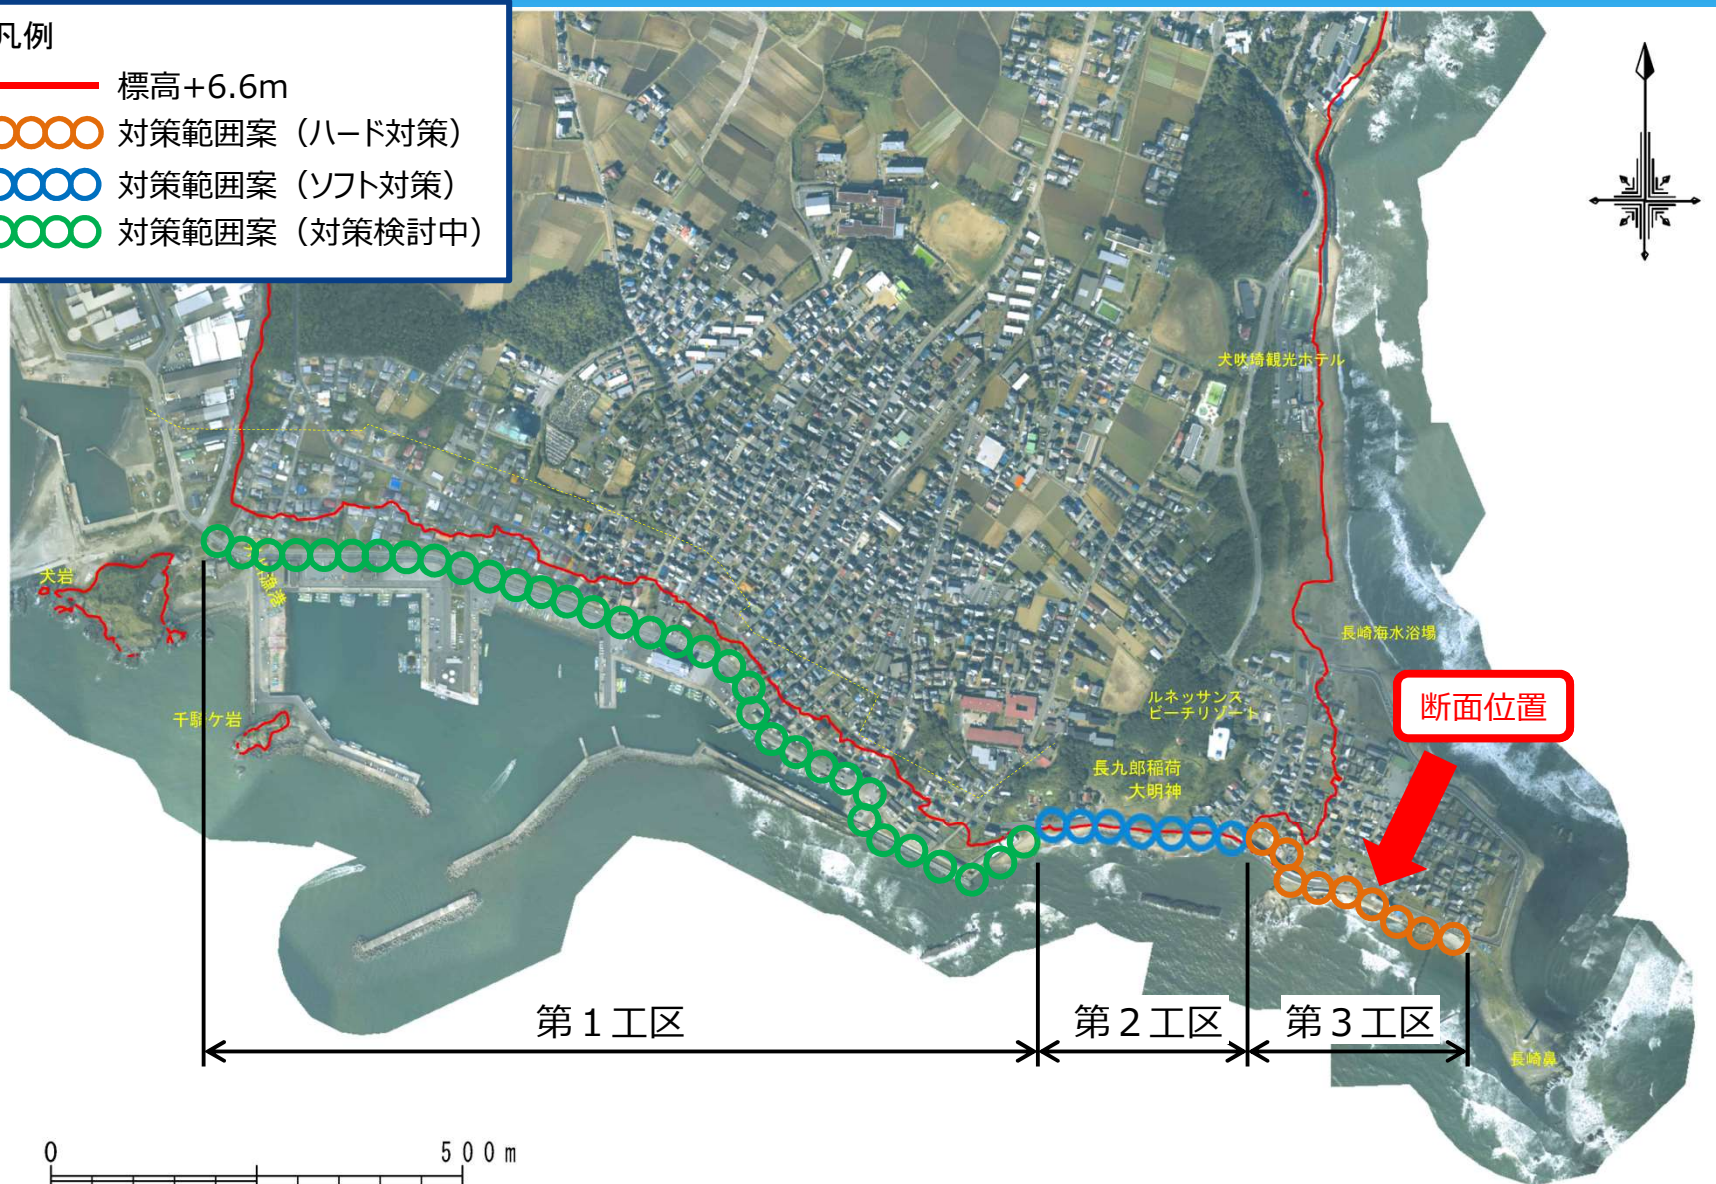 凡例
標高+6.6m
対策範囲案（ハード対策）
対策範囲案（ソフト対策）
対策範囲案（対策検討中）
犬吠埼観光ホテル
犬岩
漁港
長崎海水浴場
断面位置
千騎ケ岩
ルネッサンス
ビーチリゾート
長九郎稲荷
大明神
第1工区
第2工区
第3工区
長崎鼻
0
500m